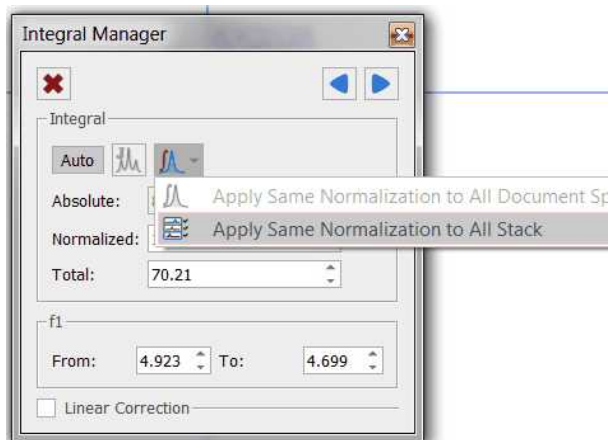 Integral Manager
Integral
Auto
Apply Same Normalization to All Document
Absolute:
Apply Same Normalization to All Stack
Normalized:
Total: 70.21
f1
From: 4.923 To: 4.699
Linear Correction